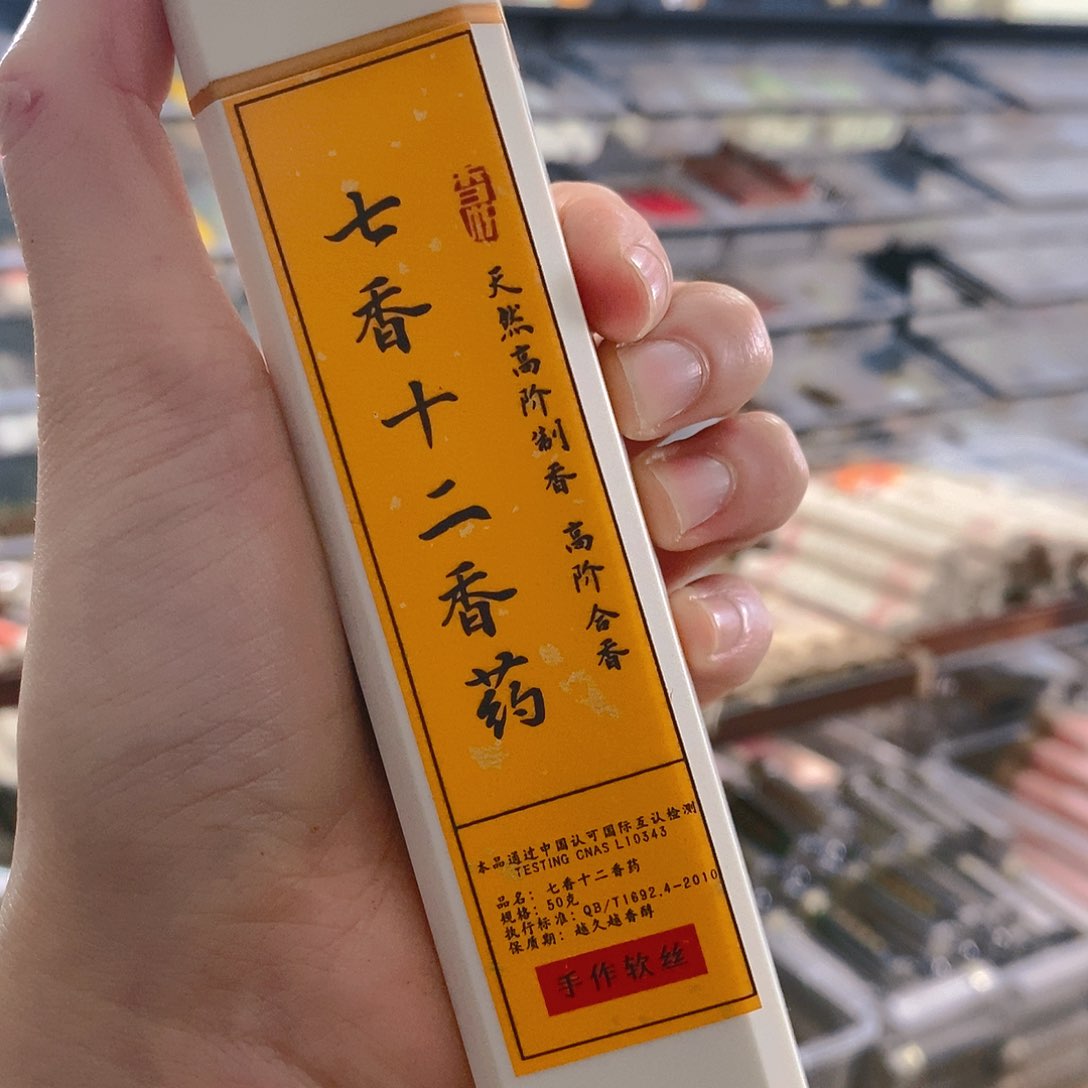 七香十二香药
天然高阶制香 高阶合香
本品通过中国认可国际互认检测
TESTING CNAS L10343
品名：七香十二香药
规格：50克
执行标准：QB/T1692.4-2010
保质期：越久越香醇
手作软丝